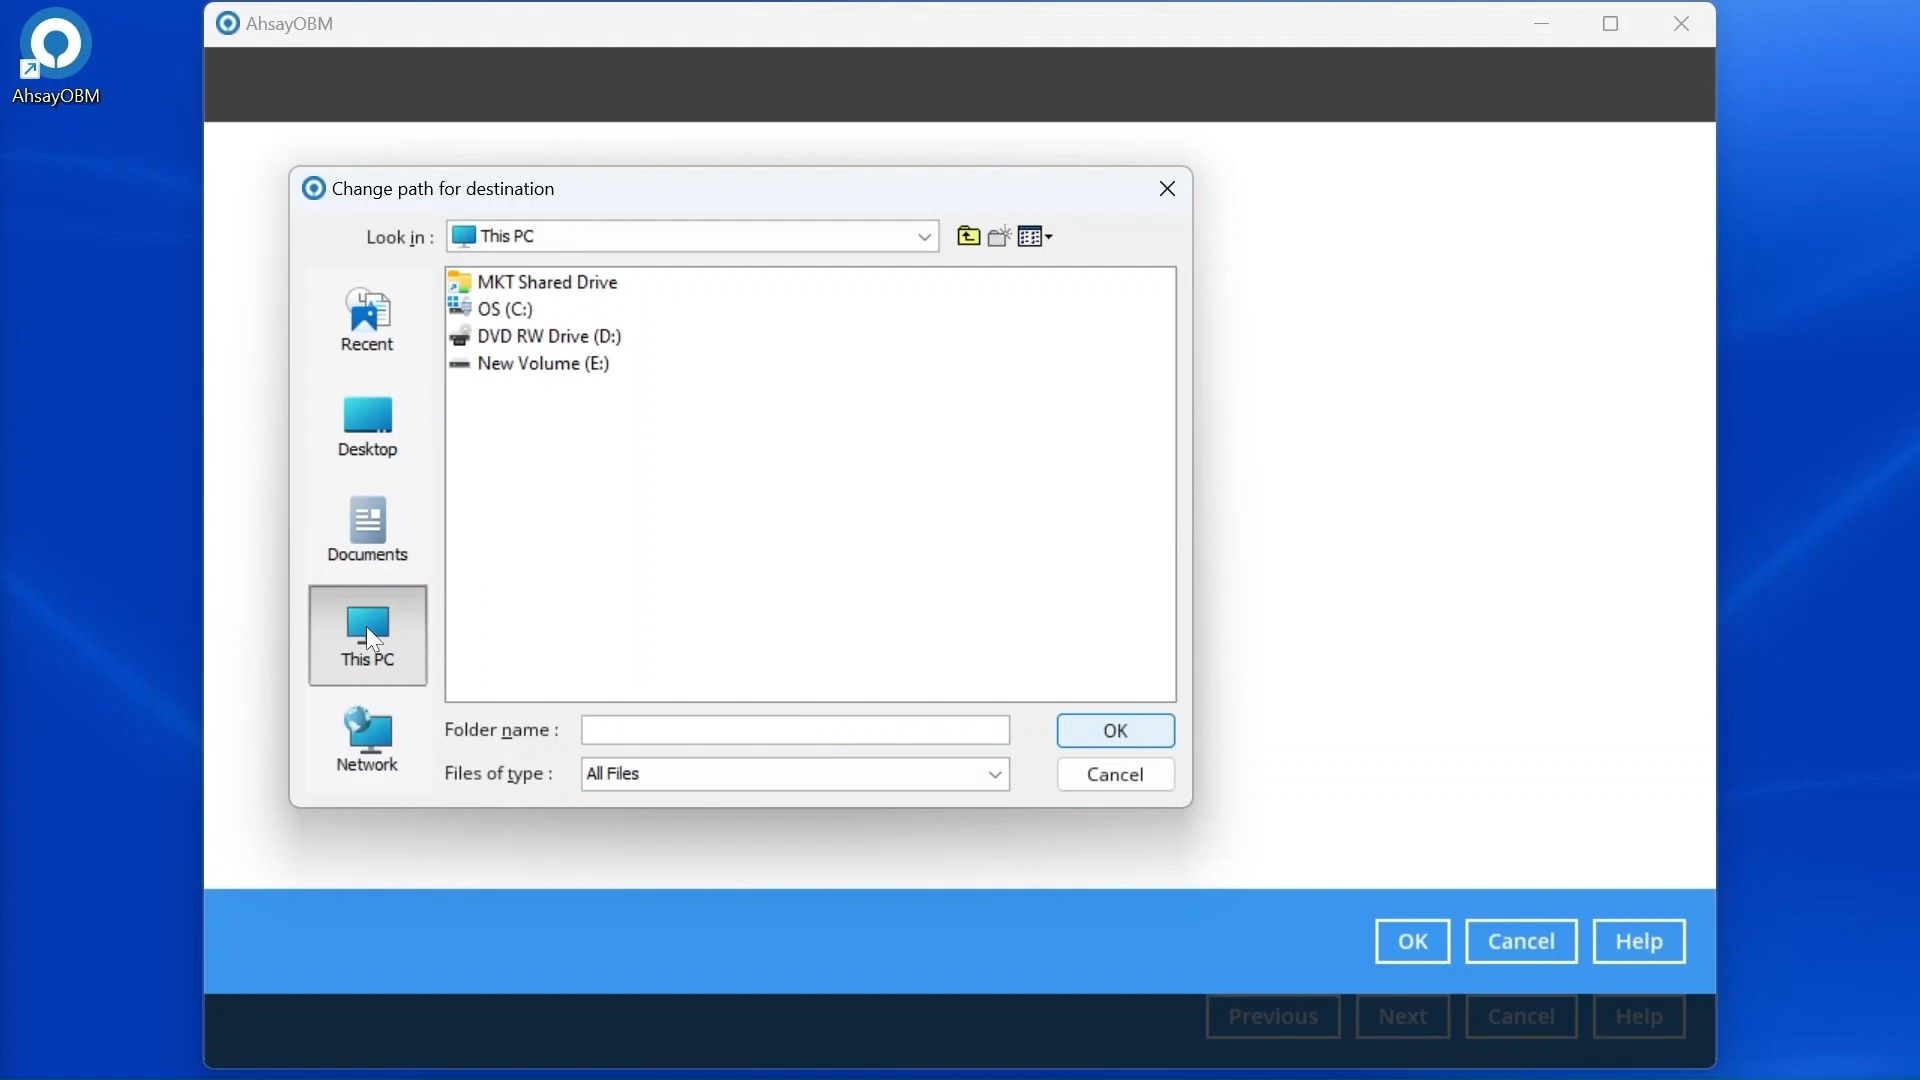 AhsayOBM
AhsayOBM
Change path for destination
Look in :
This PC
MKT Shared Drive
OS (C:)
DVD RW Drive (D:)
New Volume (E:)
Recent
Desktop
Documents
This PC
Network
Folder name :
OK
Files of type :
All Files
Cancel
OK
Cancel
Help
Previous
Next
Cancel
Help